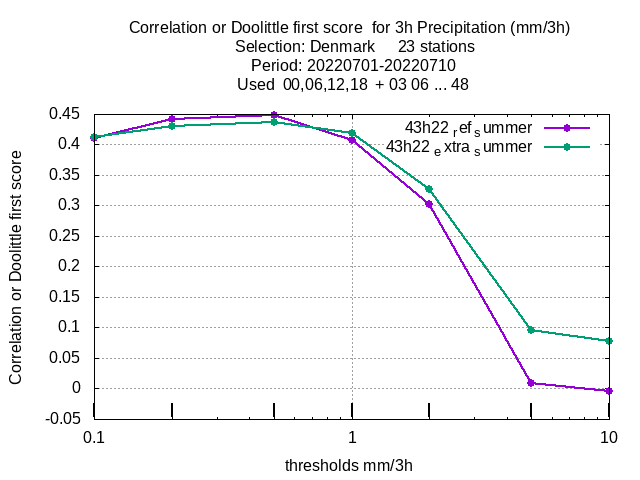 Correlation or Doolittle first score  for 3h Precipitation (mm/3h)
Selection: Denmark     23 stations
Period: 20220701-20220710
Used  00,06,12,18  + 03 06 ... 48
43h22 ref summer
43h22 extra summer
0.45
0.4
0.35
0.3
0.25
0.2
0.15
0.1
0.05
0
-0.05
Correlation or Doolittle first score
0.1
1
10
thresholds mm/3h